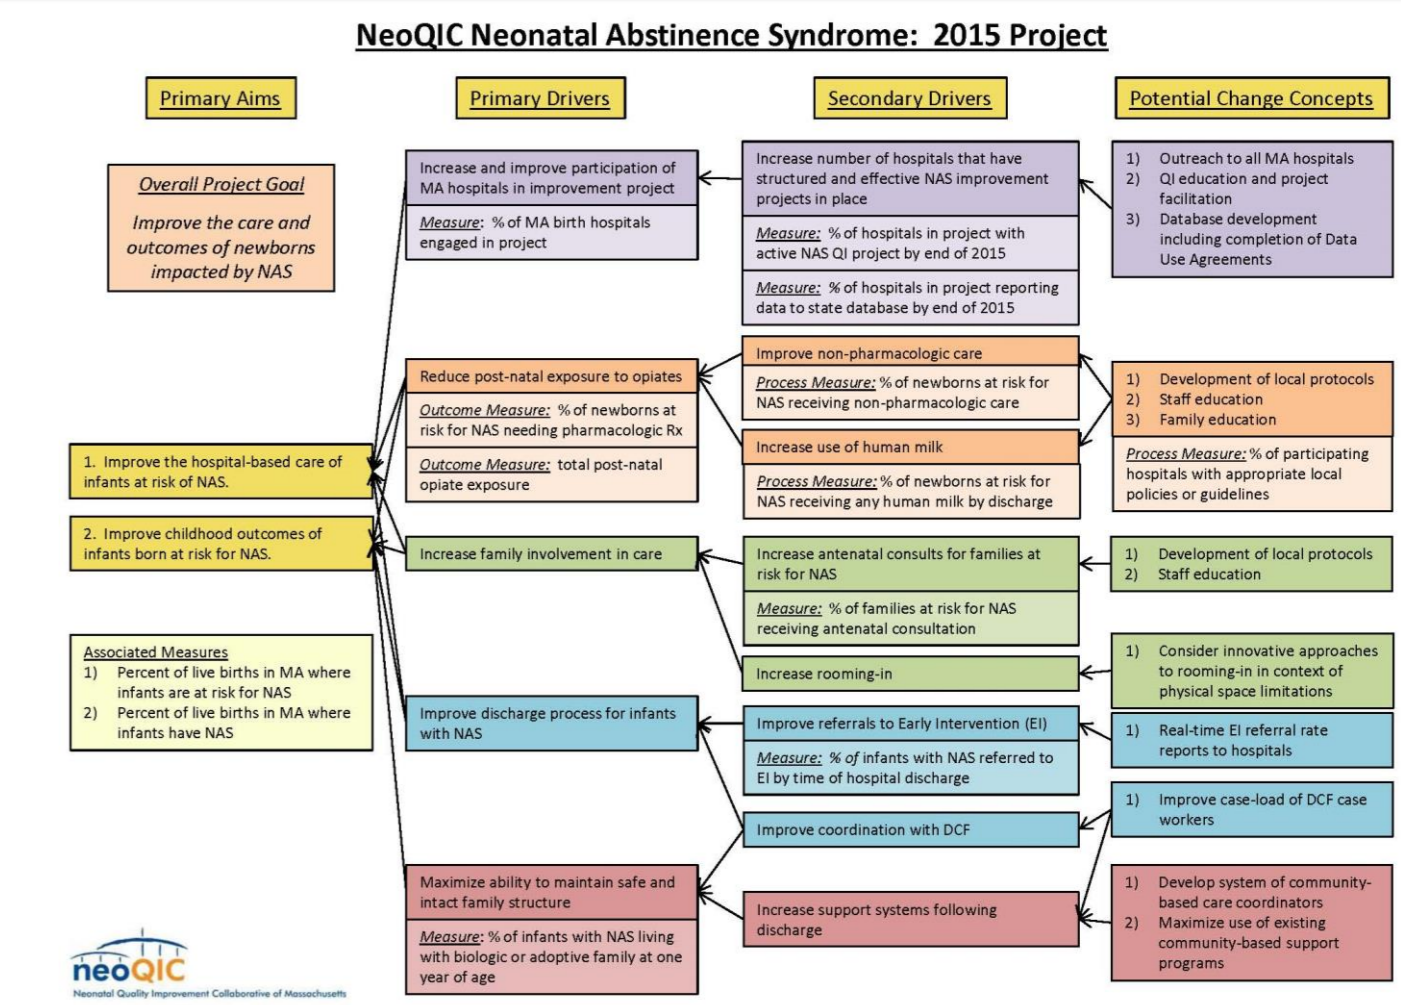 NeoQIC Neonatal Abstinence Syndrome: 2015 Project
Primary Aims
Primary Drivers
Secondary Drivers
Potential Change Concepts
Overall Project Goal
Improve the care and
outcomes of newborns
impacted by NAS
1. Improve the hospital-based care of
infants at risk of NAS.
2. Improve childhood outcomes of
infants born at risk for NAS.
Associated Measures
1) Percent of live births in MA where
infants are at risk for NAS
2) Percent of live births in MA where
infants have NAS
Increase and improve participation of
MA hospitals in improvement project
Measure: % of MA birth hospitals
engaged in project
Reduce post-natal exposure to opiates
Outcome Measure: % of newborns at
risk for NAS needing pharmacologic Rx
Outcome Measure: total post-natal
opiate exposure
Increase family involvement in care
Improve discharge process for infants
with NAS
Maximize ability to maintain safe and
intact family structure
Measure: % of infants with NAS living
with biologic or adoptive family at one
year of age
Increase number of hospitals that have
structured and effective NAS improvement
projects in place
Measure: % of hospitals in project with
active NAS QI project by end of 2015
Measure: % of hospitals in project reporting
data to state database by end of 2015
Improve non-pharmacologic care
Process Measure: % of newborns at risk for
NAS receiving non-pharmacologic care
Increase use of human milk
Process Measure: % of newborns at risk for
NAS receiving any human milk by discharge
Increase antenatal consults for families at
risk for NAS
Measure: % of families at risk for NAS
receiving antenatal consultation
Increase rooming-in
Improve referrals to Early Intervention (EI)
Measure: % of infants with NAS referred to
EI by time of hospital discharge
Improve coordination with DCF
Increase support systems following
discharge
1) Outreach to all MA hospitals
2) QI education and project
facilitation
3) Database development
including completion of Data
Use Agreements
1) Development of local protocols
2) Staff education
3) Family education
Process Measure: % of participating
hospitals with appropriate local
policies or guidelines
1) Development of local protocols
2) Staff education
1) Consider innovative approaches
to rooming-in in context of
physical space limitations
1) Real-time EI referral rate
reports to hospitals
1) Improve case-load of DCF case
workers
1) Develop system of community-
based care coordinators
2) Maximize use of existing
community-based support
programs
neoQIC
Neonatal Quality Improvement Collaborative of Massachusetts